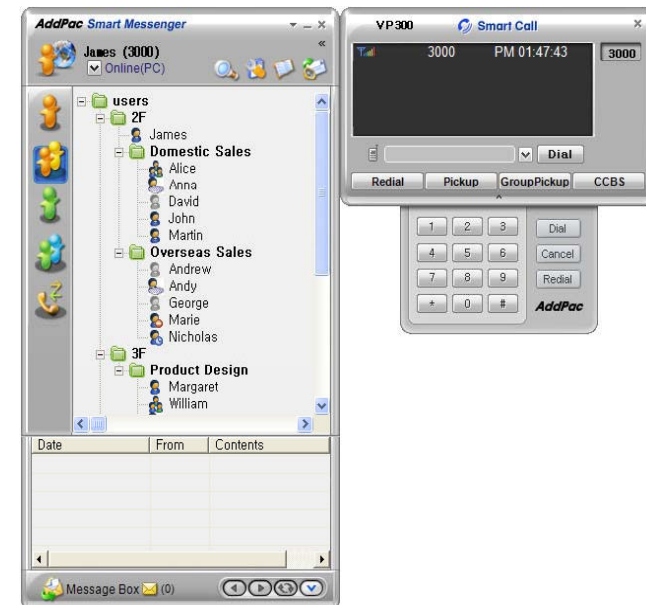 AddPac Smart Messenger
James (3000)
Online(PC)
users
2F
James
Domestic Sales
Alice
Anna
David
John
Martin
Overseas Sales
Andrew
Andy
George
Marie
Nicholas
3F
Product Design
Margaret
William
Date From Contents
Message Box (0)
VP300 Smart Call
3000 PM 01:47:43 3000
Dial
Redial Pickup GroupPickup CCBS
1 2 3 Dial
4 5 6 Cancel
7 8 9 Redial
* 0 # AddPac